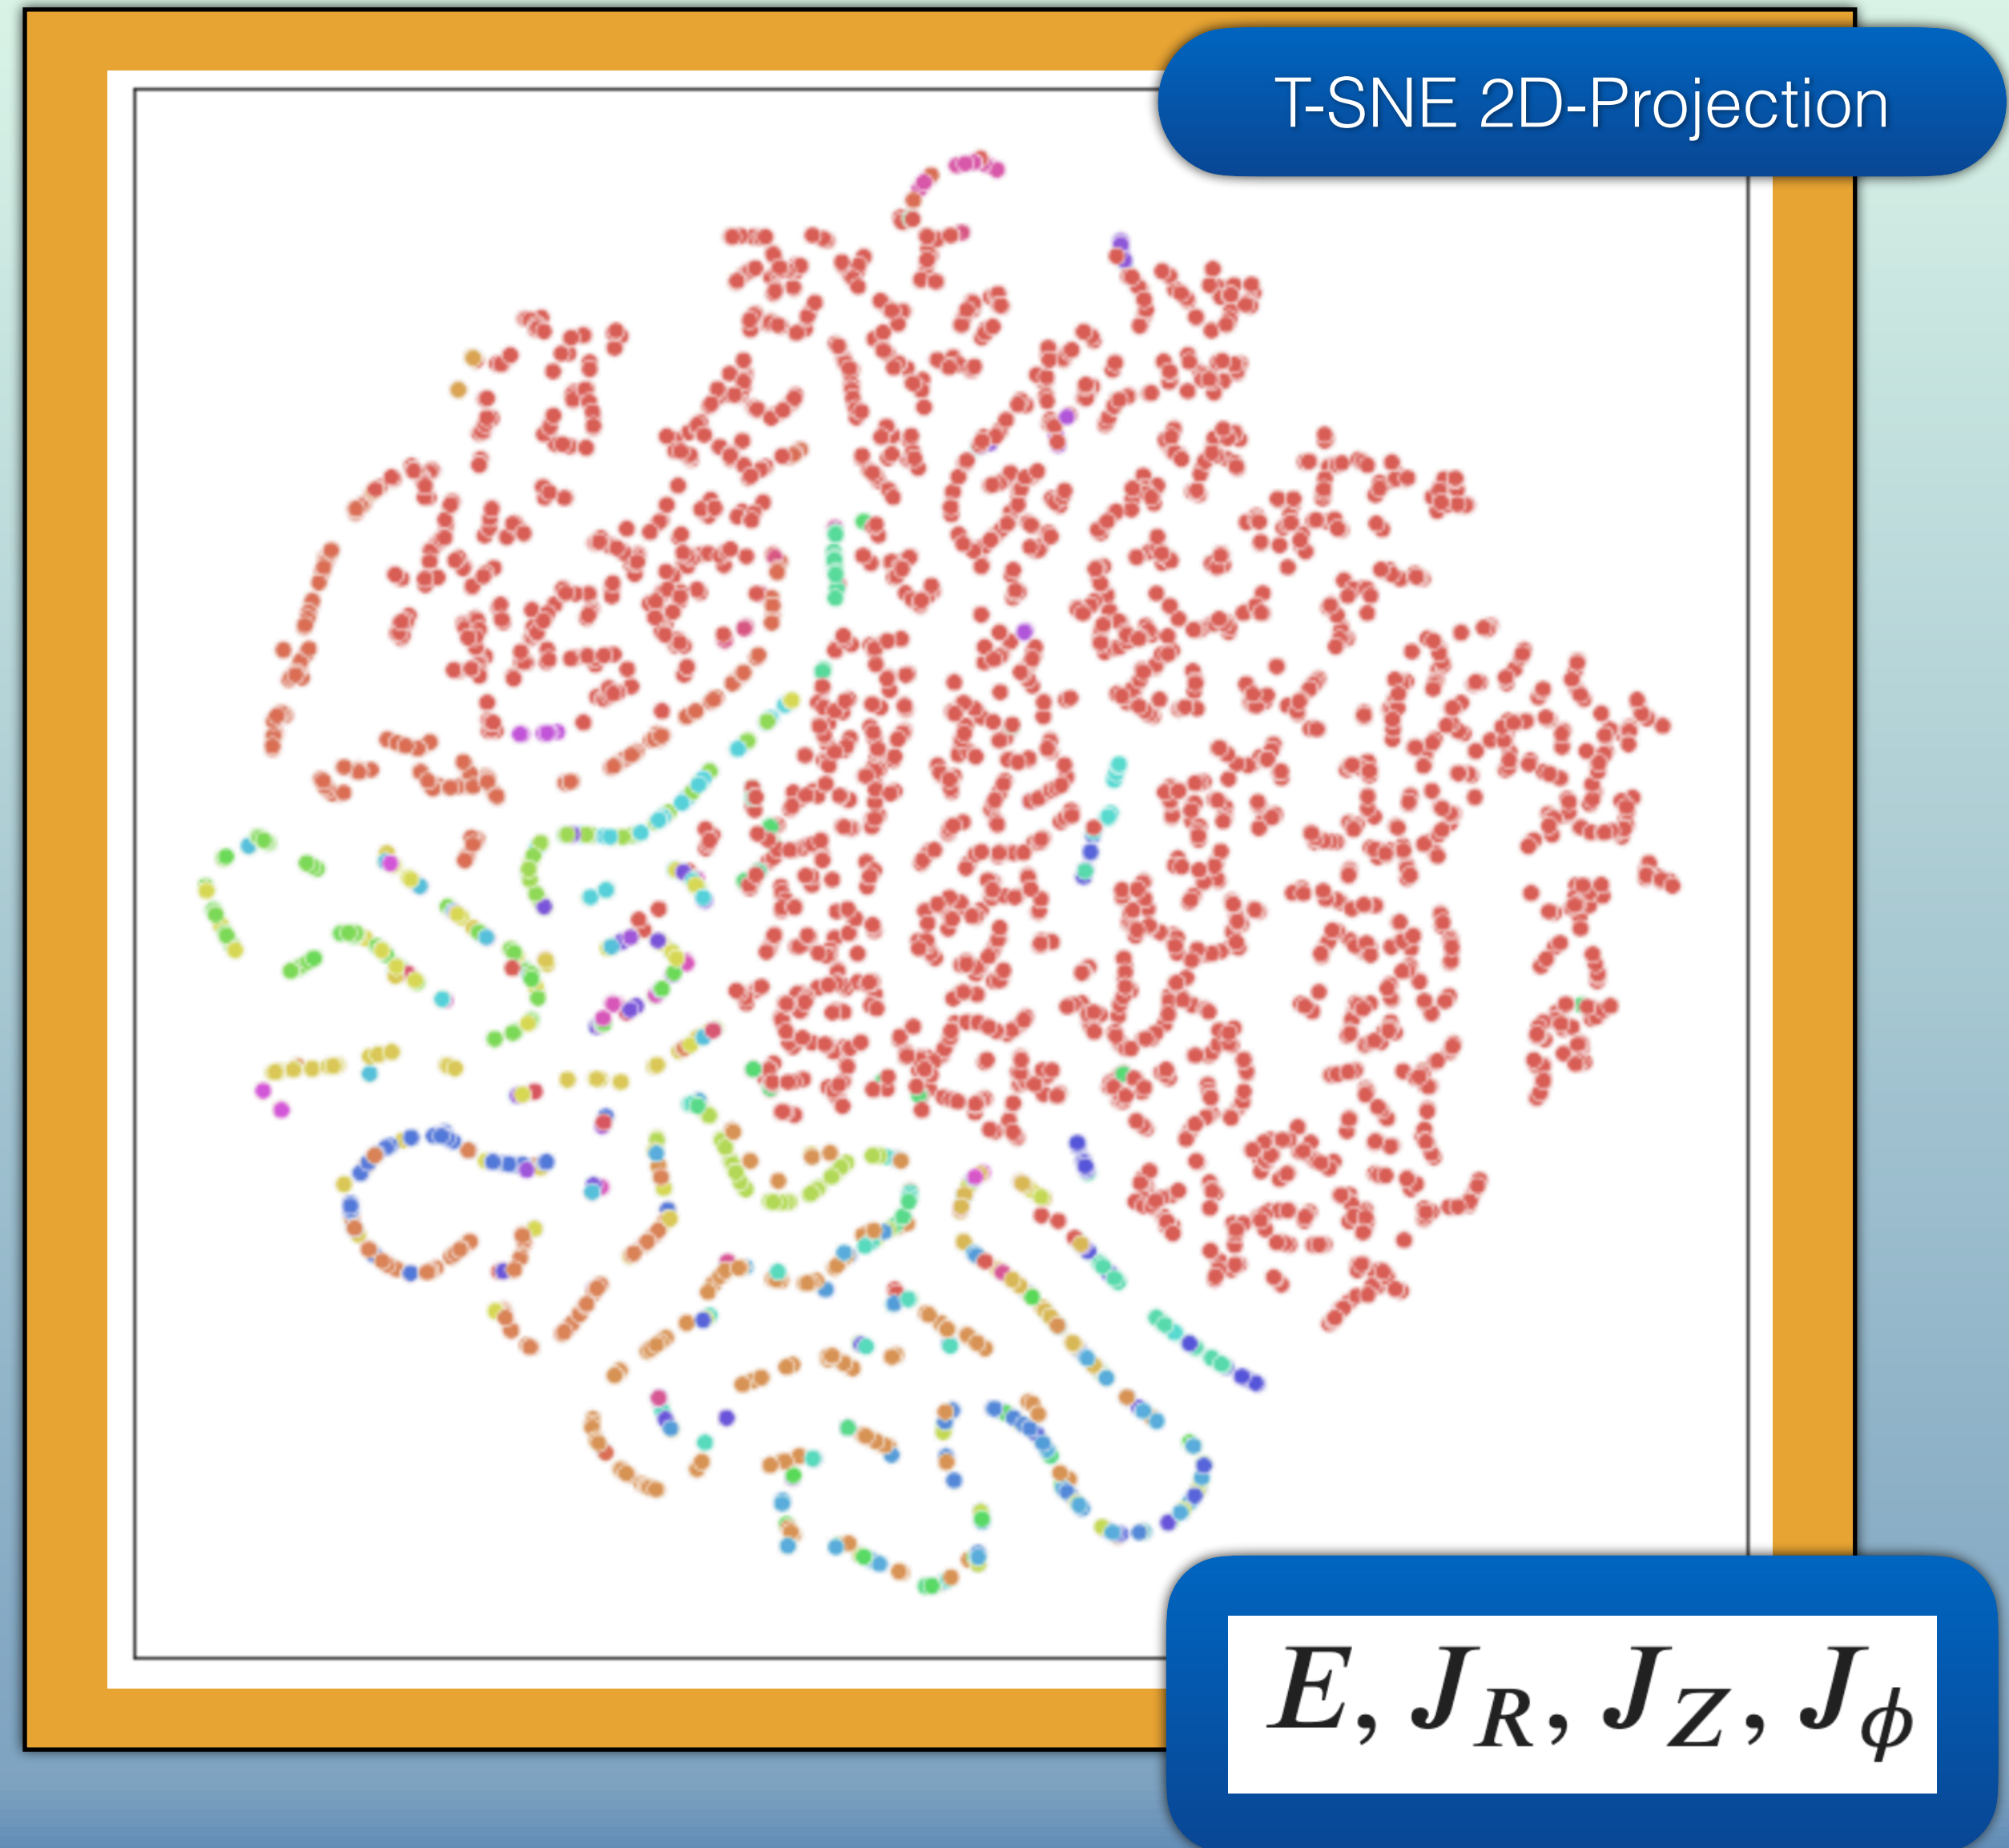 T-SNE 2D-Projection
E, J_R, J_Z, J_ϕ